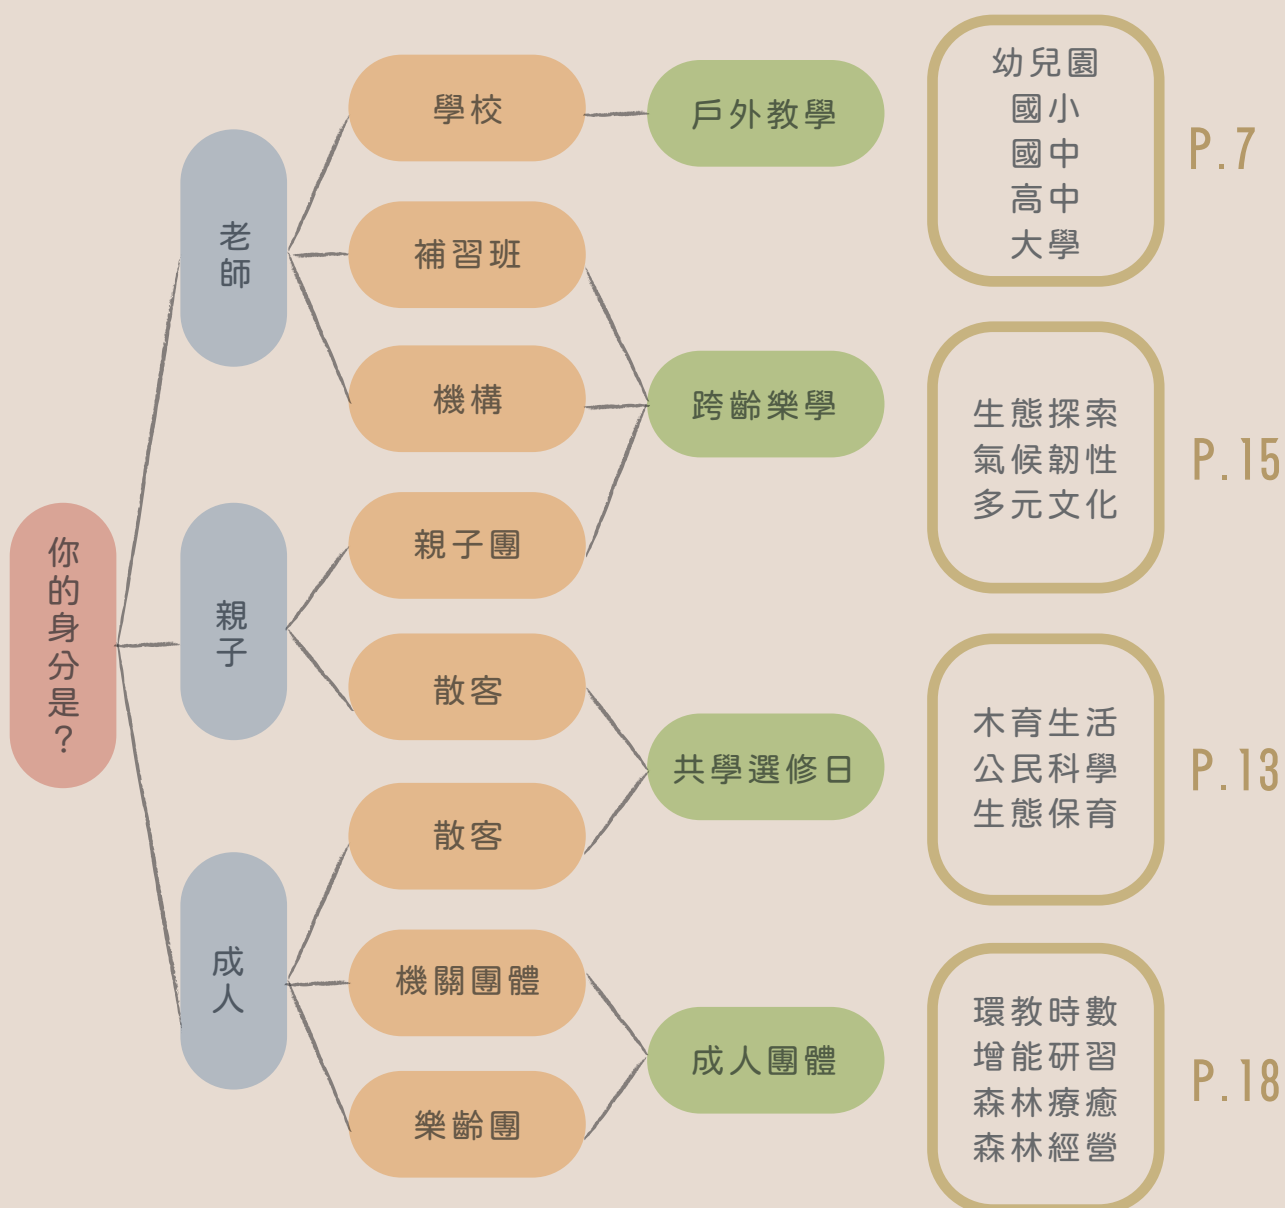 你的身分是？
老師
親子
成人
學校
補習班
機構
親子團
散客
散客
機關團體
樂齡團
戶外教學
跨齡樂學
共學選修日
成人團體
幼兒園
國小
國中
高中
大學
P.7
生態探索
氣候韌性
多元文化
P.15
木育生活
公民科學
生態保育
P.13
環教時數
增能研習
森林療癒
森林經營
P.18